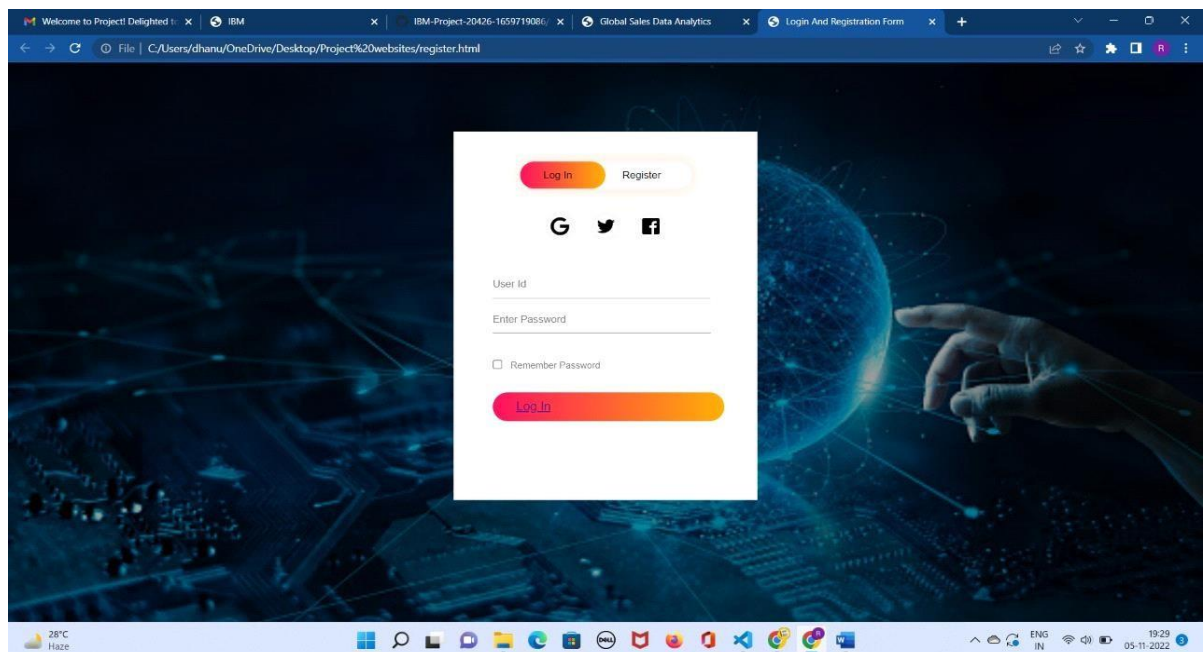 Welcome to Project! Delighted to
IBM
IBM-Project-20426-1659719086/
Global Sales Data Analytics
Login And Registration Form
File | C:/Users/dhanu/OneDrive/Desktop/Project%20websites/register.html
R
Log In
Register
User Id
Enter Password
Remember Password
Log In
28°C
Haze
DELL
ENG
IN
19:29
05-11-2022
3